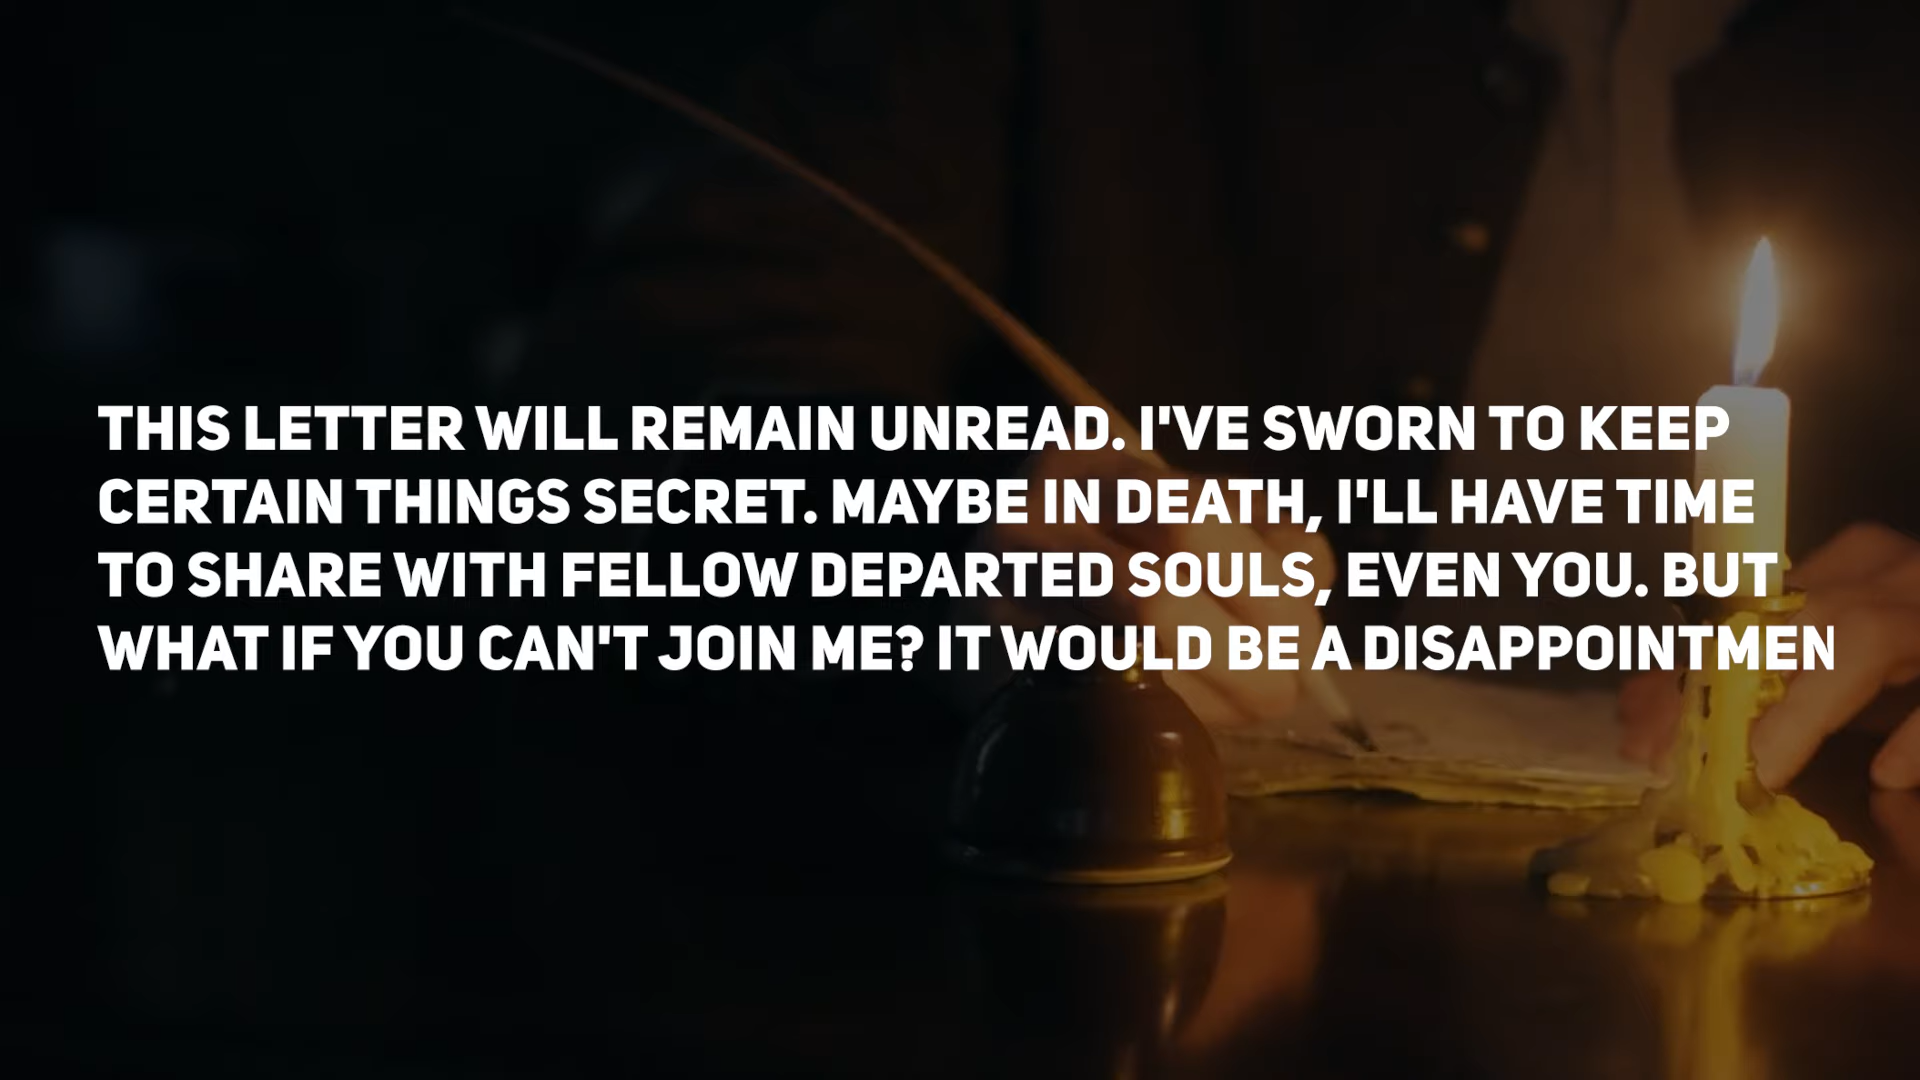 THIS LETTER WILL REMAIN UNREAD. I'VE SWORN TO KEEP
CERTAIN THINGS SECRET. MAYBE IN DEATH, I'LL HAVE TIME
TO SHARE WITH FELLOW DEPARTED SOULS, EVEN YOU. BUT
WHAT IF YOU CAN'T JOIN ME? IT WOULD BE A DISAPPOINTMEN